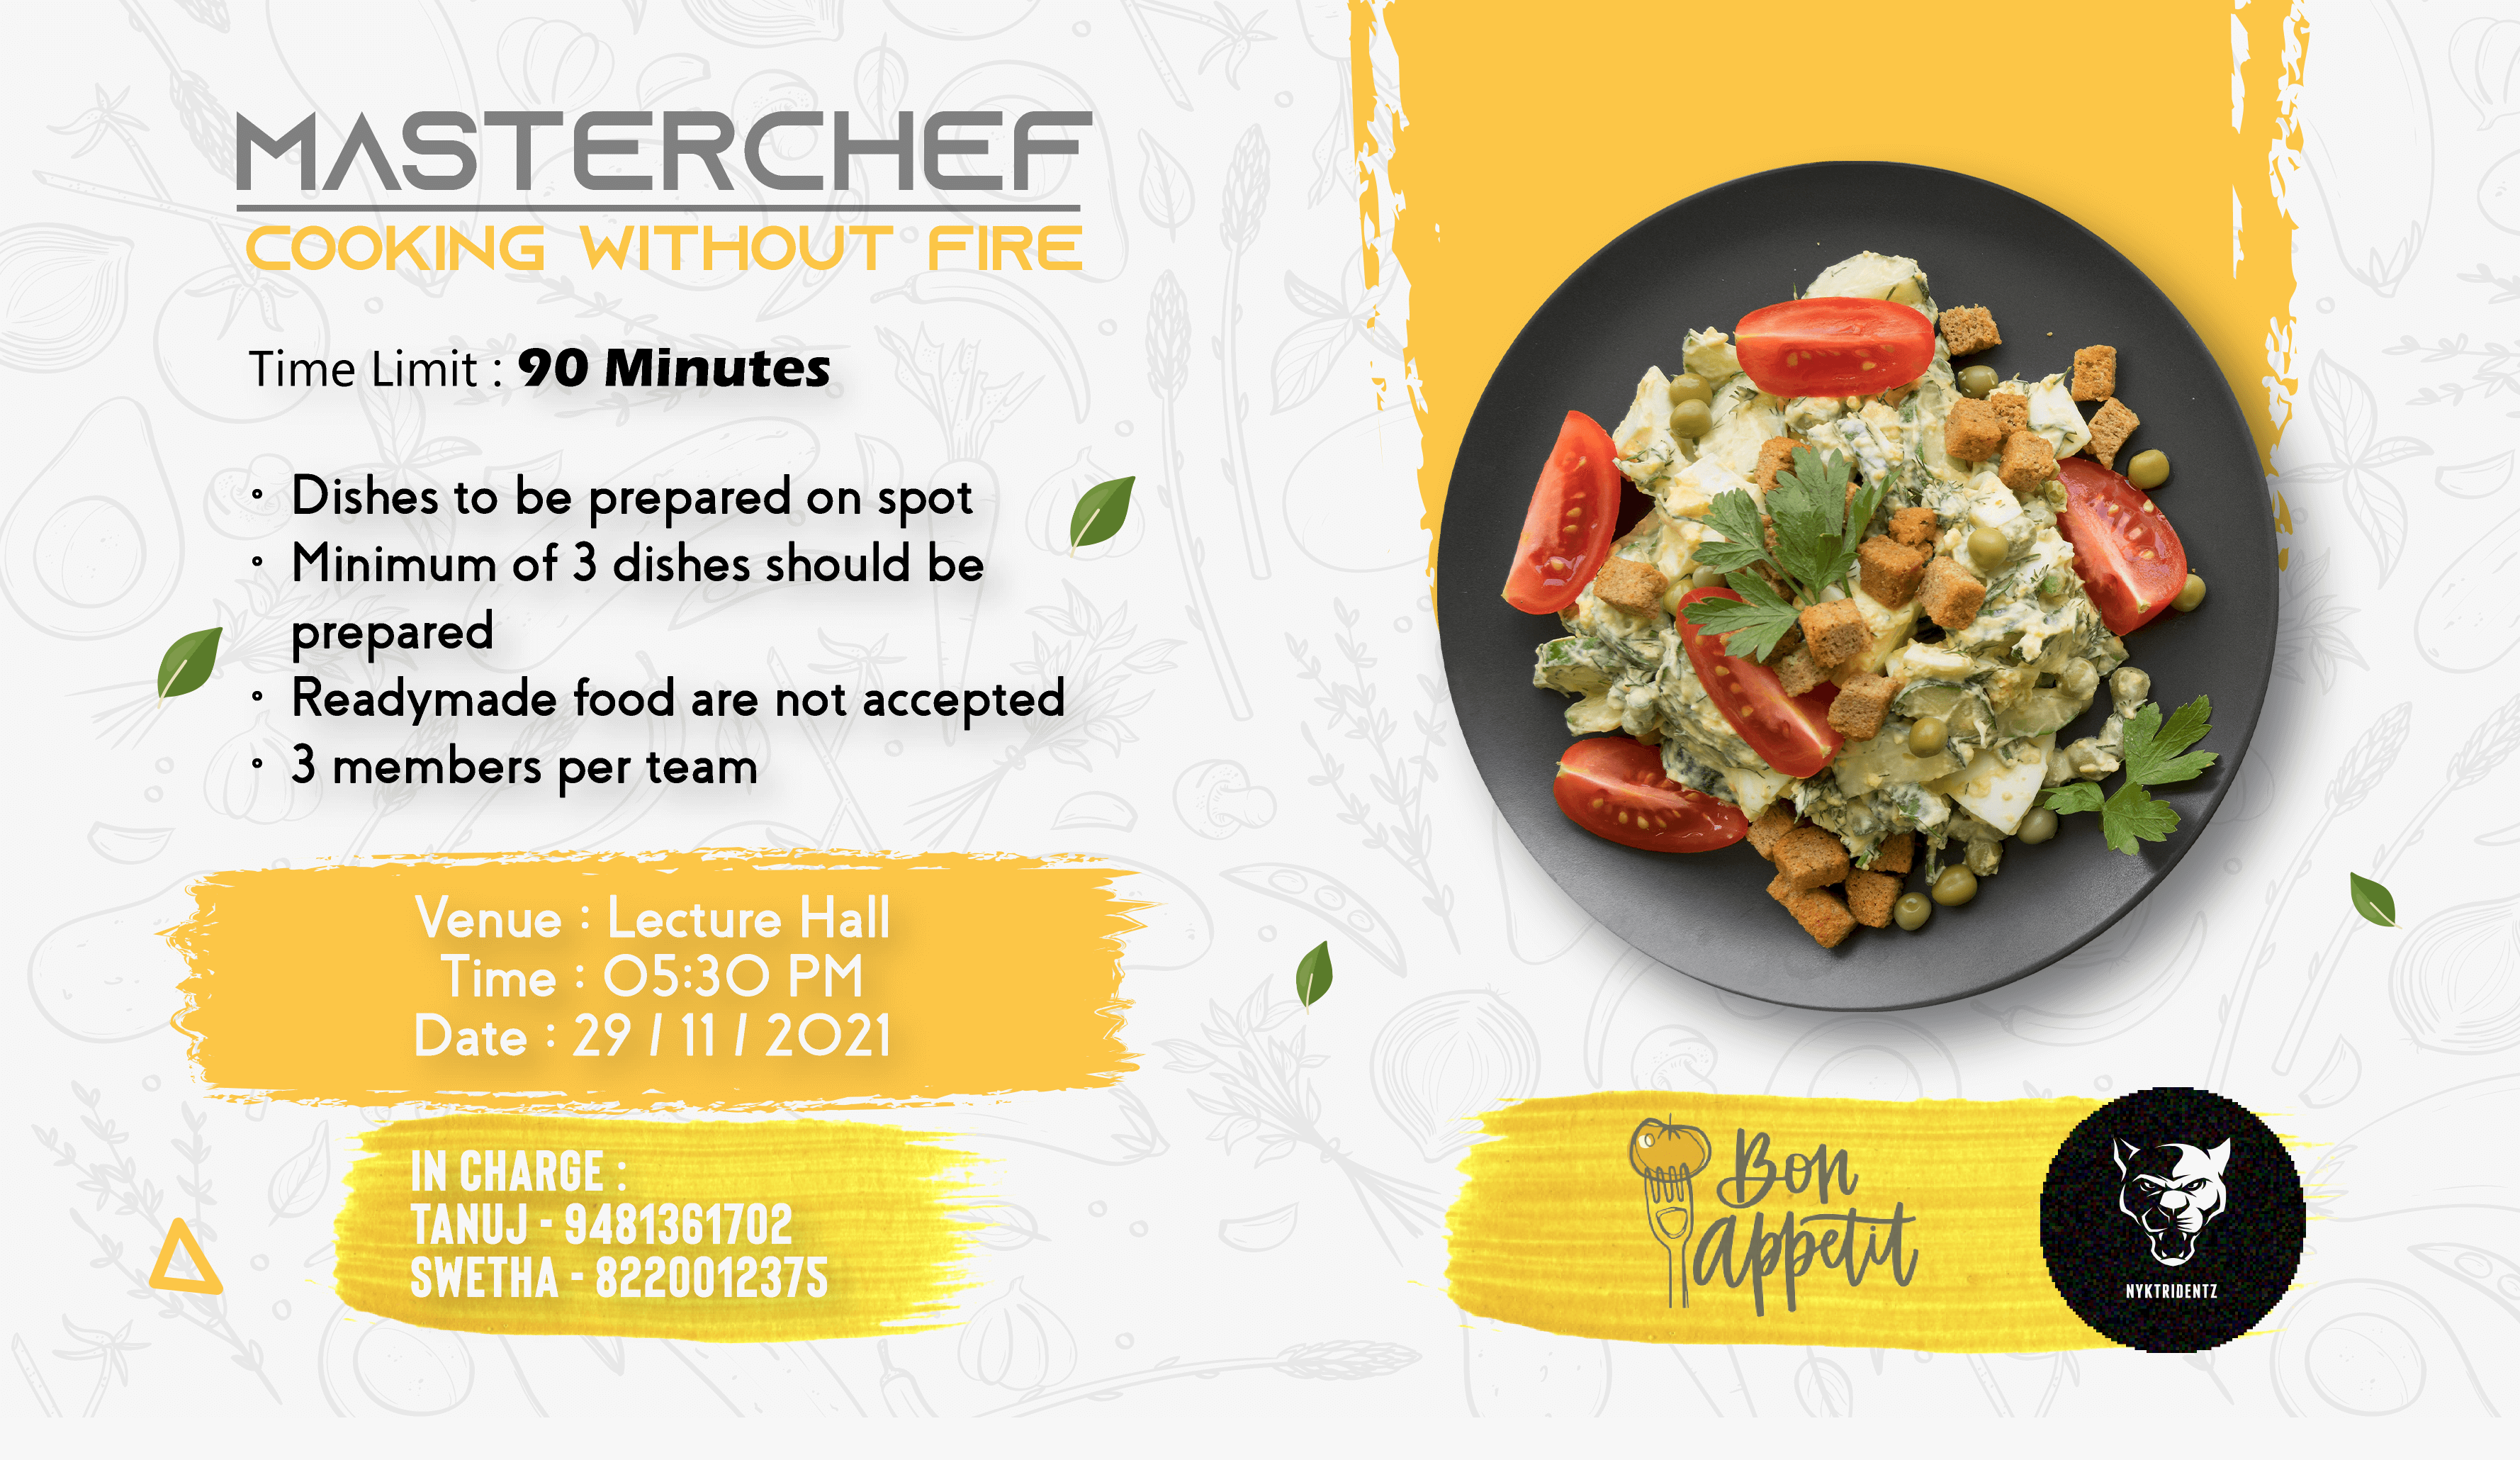 MASTERCHEF
COOKING WITHOUT FIRE
Time Limit : 90 Minutes
• Dishes to be prepared on spot
• Minimum of 3 dishes should be
prepared
• Readymade food are not accepted
• 3 members per team
Venue : Lecture Hall
Time : 05:30 PM
Date : 29 / 11 / 2021
IN CHARGE :
TANUJ - 9481361702
SWETHA - 8220012375
Bon
appetit
NYKTRIDENTZ